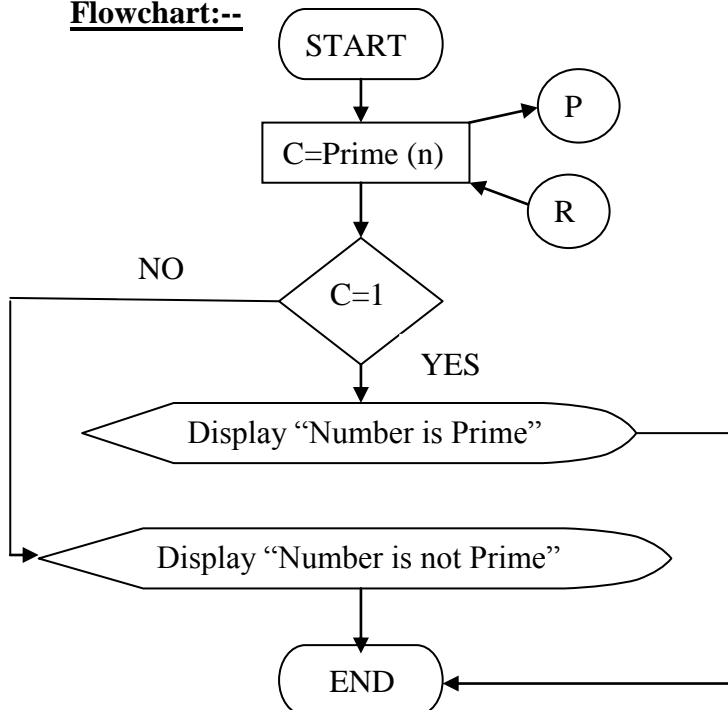 Flowchart:--
START
P
C=Prime (n)
R
NO
C=1
YES
Display “Number is Prime”
Display “Number is not Prime”
END